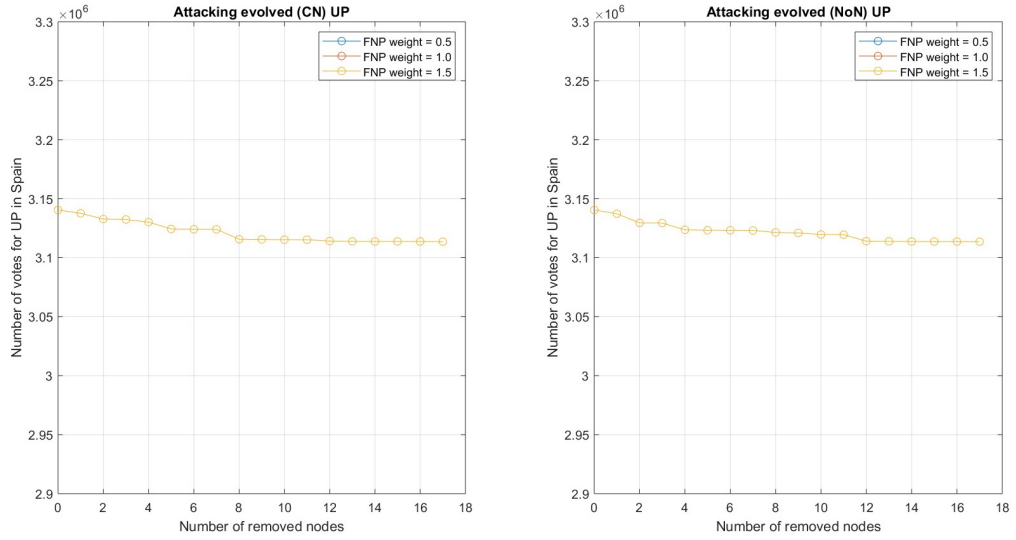 Attacking evolved (CN) UP
×10⁶
3.3
3.25
3.2
3.15
3.1
3.05
3
2.95
2.9
Number of votes for UP in Spain
FNP weight = 0.5
FNP weight = 1.0
FNP weight = 1.5
0 2 4 6 8 10 12 14 16 18
Number of removed nodes
Attacking evolved (NoN) UP
×10⁶
3.3
3.25
3.2
3.15
3.1
3.05
3
2.95
2.9
Number of votes for UP in Spain
FNP weight = 0.5
FNP weight = 1.0
FNP weight = 1.5
0 2 4 6 8 10 12 14 16 18
Number of removed nodes